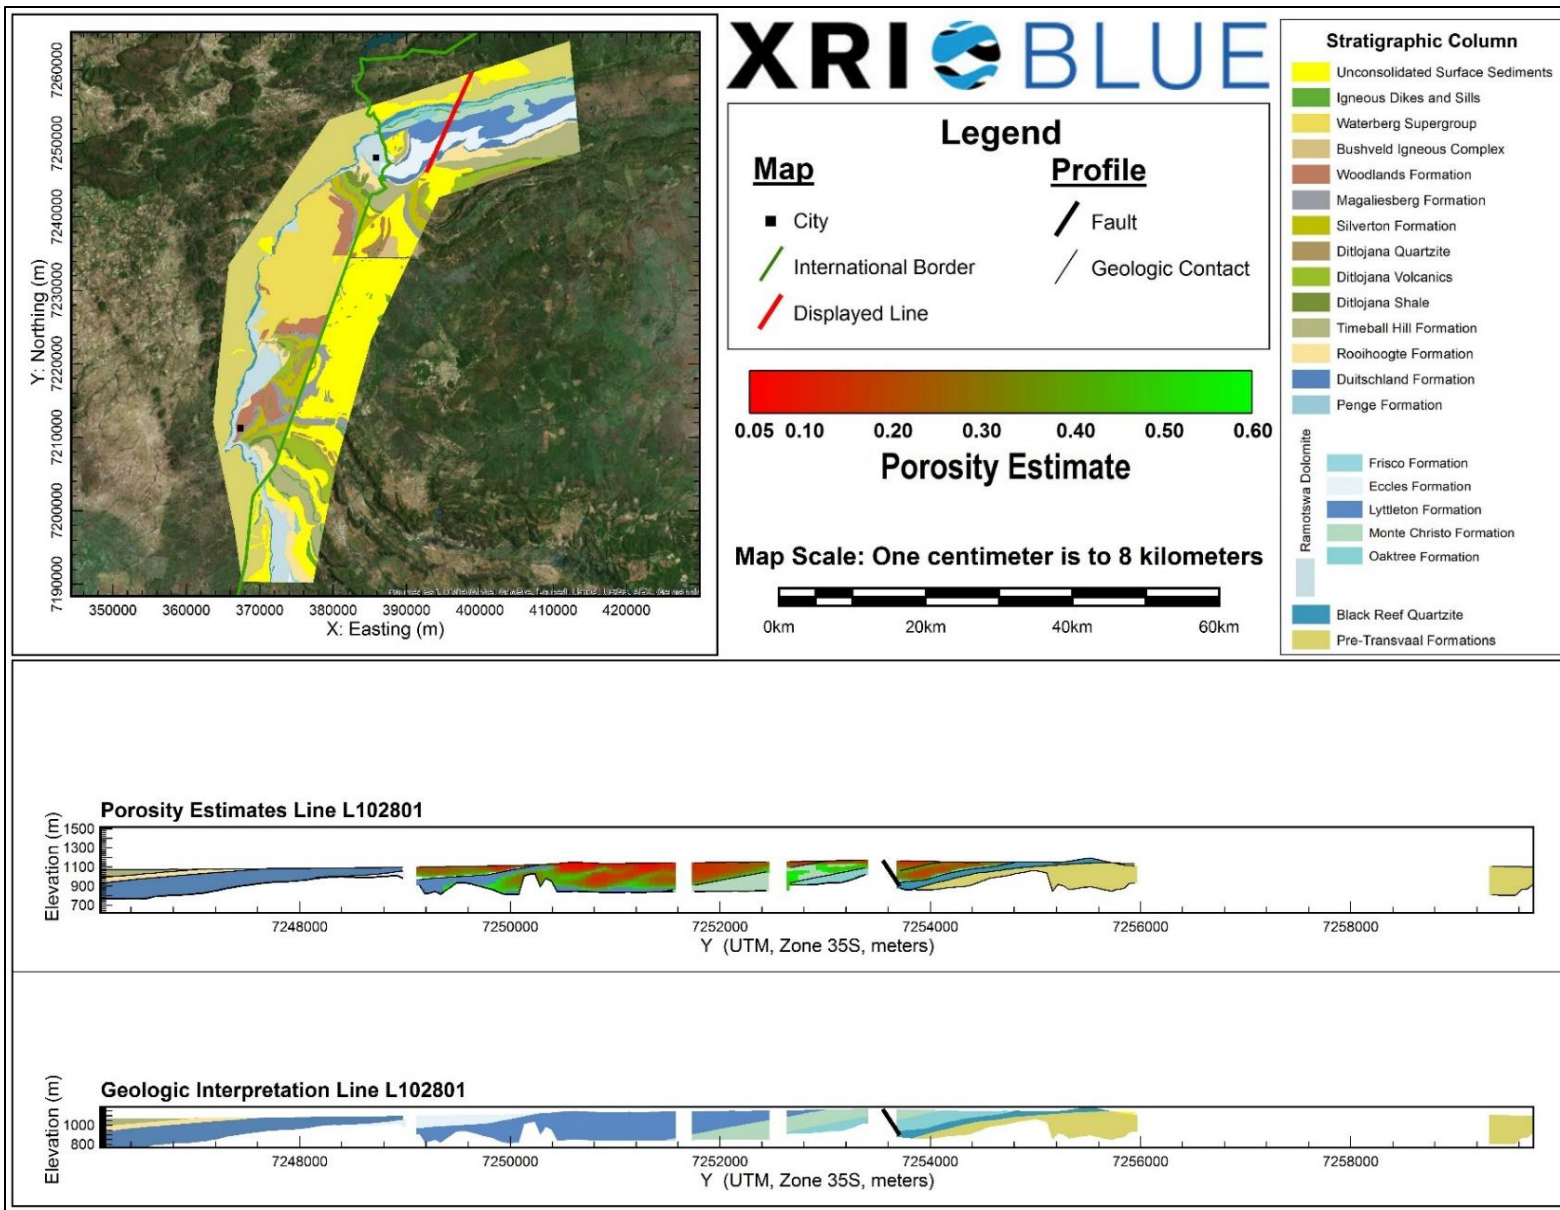 XRI BLUE
7260000
7250000
7240000
7230000
7220000
7210000
7200000
7190000
Y: Northing (m)
350000 360000 370000 380000 390000 400000 410000 420000
X: Easting (m)
Legend
Map
City
International Border
Displayed Line
Profile
Fault
Geologic Contact
0.05 0.10 0.20 0.30 0.40 0.50 0.60
Porosity Estimate
Map Scale: One centimeter is to 8 kilometers
0km 20km 40km 60km
Stratigraphic Column
Unconsolidated Surface Sediments
Igneous Dikes and Sills
Waterberg Supergroup
Bushveld Igneous Complex
Woodlands Formation
Magaliesberg Formation
Silverton Formation
Ditlojana Quartzite
Ditlojana Volcanics
Ditlojana Shale
Timeball Hill Formation
Rooihoogte Formation
Duitschland Formation
Penge Formation
Ramotswa Dolomite
Frisco Formation
Eccles Formation
Lyttleton Formation
Monte Christo Formation
Oaktree Formation
Black Reef Quartzite
Pre-Transvaal Formations
Porosity Estimates Line L102801
Elevation (m)
1500
1300
1100
900
700
7248000 7250000 7252000 7254000 7256000 7258000
Y (UTM, Zone 35S, meters)
Geologic Interpretation Line L102801
Elevation (m)
1000
800
7248000 7250000 7252000 7254000 7256000 7258000
Y (UTM, Zone 35S, meters)